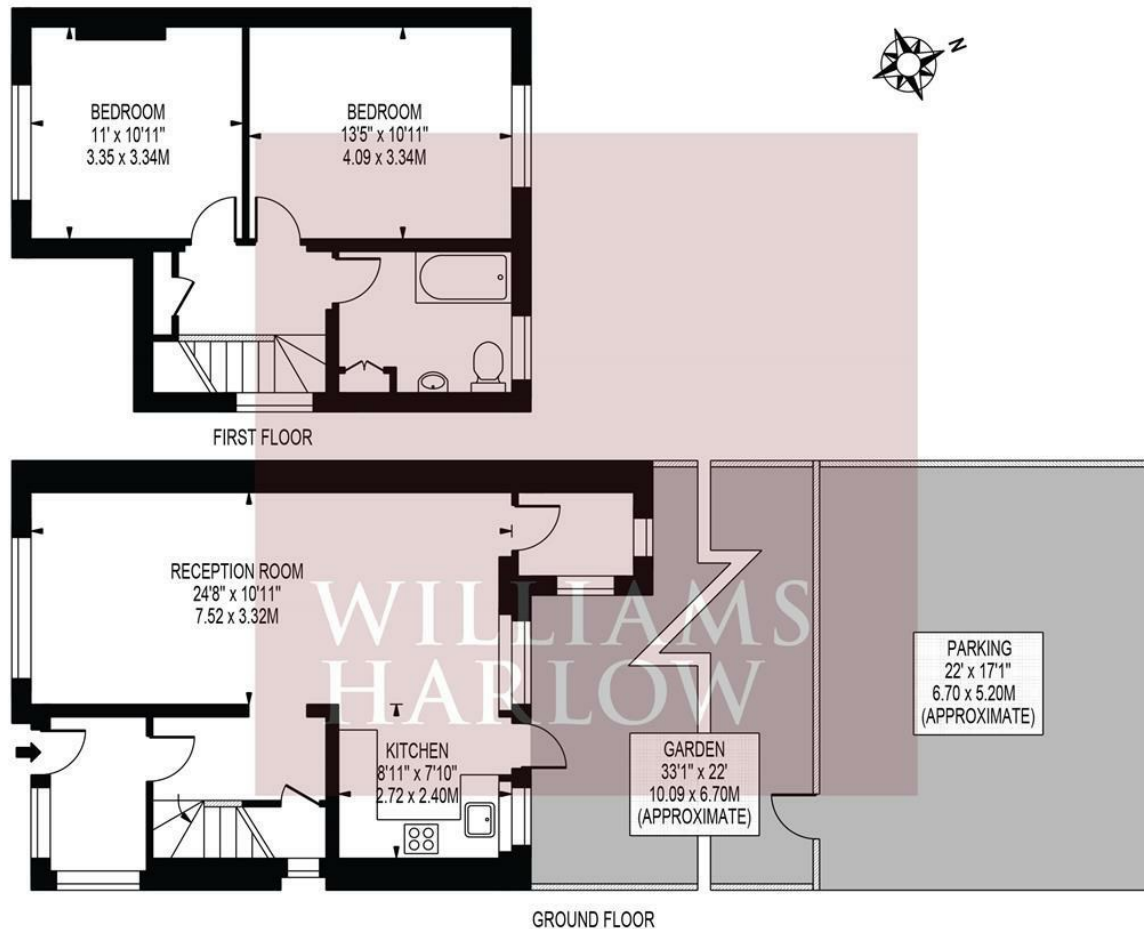 N
BEDROOM
11' x 10'11"
3.35 x 3.34M
BEDROOM
13'5" x 10'11"
4.09 x 3.34M
FIRST FLOOR
RECEPTION ROOM
24'8" x 10'11"
7.52 x 3.32M
WILLIAMS
HARLOW
KITCHEN
8'11" x 7'10"
2.72 x 2.40M
GARDEN
33'1" x 22'
10.09 x 6.70M
(APPROXIMATE)
PARKING
22' x 17'1"
6.70 x 5.20M
(APPROXIMATE)
GROUND FLOOR